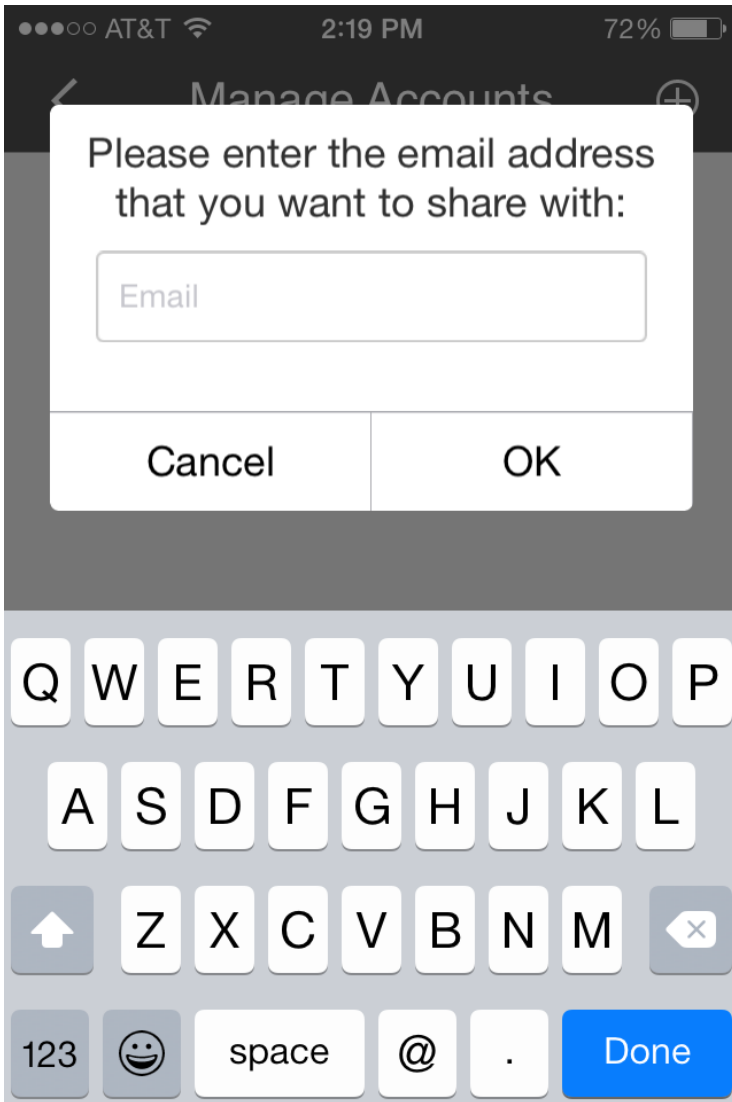 AT&T 2:19 PM 72%
Manage Accounts
Please enter the email address
that you want to share with:
Email
Cancel OK
Q W E R T Y U I O P
A S D F G H J K L
Z X C V B N M
123 space @ . Done